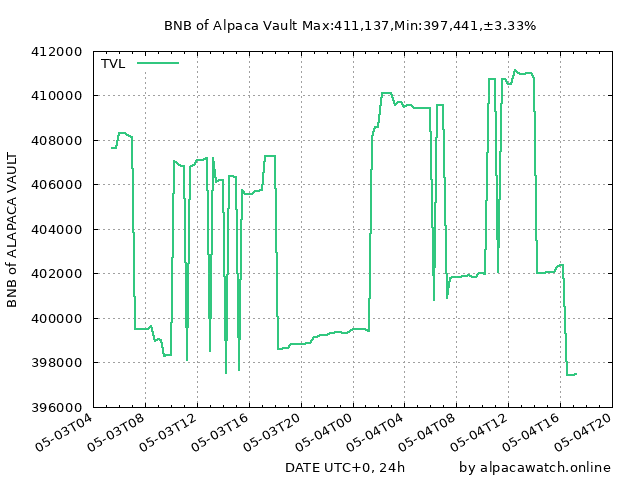 BNB of Alpaca Vault Max:411,137,Min:397,441,±3.33%
412000
TVL
410000
408000
406000
404000
402000
400000
398000
396000
BNB of ALAPACA VAULT
05-03T04
05-03T08
05-03T12
05-03T16
05-03T20
05-04T00
05-04T04
05-04T08
05-04T12
05-04T16
05-04T20
DATE UTC+0, 24h
by alpacawatch.online